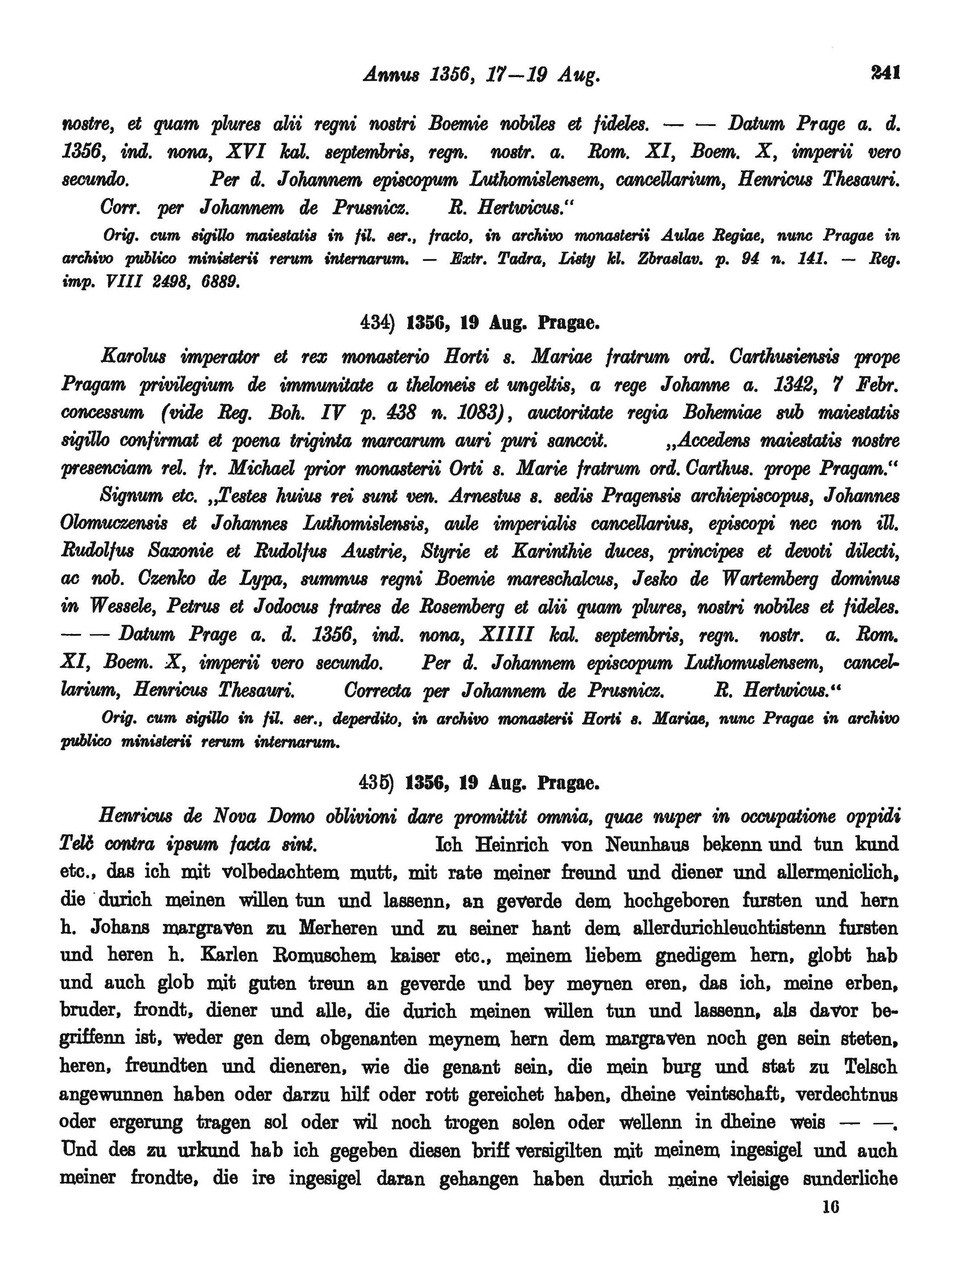 Annus 1356, 17—19 Aug. 241
nostre, et quam plures alii regni nostri Boemie nobiles et fideles. — — Datum Prage a. d.
1356, ind. nona, XVI kal. septembris, regn. nostr. a. Rom. XI, Boem. X, imperii vero
secundo. Per d. Johannem episcopum Luthomislensem, cancellarium, Henricus Thesauri.
Corr. per Johannem de Prusnicz. R. Hertwicus.“
Orig. cum sigillo maiestatis in fil. ser., fracto, in archivo monasterii Aulae Regiae, nunc Pragae in
archivo publico ministerii rerum internarum. — Extr. Tadra, Listy kl. Zbraslav. p. 94 n. 141. — Reg.
imp. VIII 2498, 6889.
434) 1356, 19 Aug. Pragae.
Karolus imperator et rex monasterio Horti s. Mariae fratrum ord. Carthusiensis prope
Pragam privilegium de immunitate a theloneis et ungeltis, a rege Johanne a. 1342, 7 Febr.
concessum (vide Reg. Boh. IV p. 438 n. 1083), auctoritate regia Bohemiae sub maiestatis
sigillo confirmat et poena triginta marcarum auri puri sanccit. „Accedens maiestatis nostre
presenciam rel. fr. Michael prior monasterii Orti s. Marie fratrum ord. Carthus. prope Pragam.“
Signum etc. „Testes huius rei sunt ven. Arnestus s. sedis Pragensis archiepiscopus, Johannes
Olomuczensis et Johannes Luthomislensis, aule imperialis cancellarius, episcopi nec non ill.
Rudolfus Saxonie et Rudolfus Austrie, Styrie et Karinthie duces, principes et devoti dilecti,
ac nob. Czenko de Lypa, summus regni Boemie mareschalcus, Jesko de Wartemberg dominus
in Wessele, Petrus et Jodocus fratres de Rosemberg et alii quam plures, nostri nobiles et fideles.
— — Datum Prage a. d. 1356, ind. nona, XIIII kal. septembris, regn. nostr. a. Rom.
XI, Boem. X, imperii vero secundo. Per d. Johannem episcopum Luthomuslensem, cancel-
larium, Henricus Thesauri. Correcta per Johannem de Prusnicz. R. Hertwicus.“
Orig. cum sigillo in fil. ser., deperdito, in archivo monasterii Horti s. Mariae, nunc Pragae in archivo
publico ministerii rerum internarum.
435) 1356, 19 Aug. Pragae.
Henricus de Nova Domo oblivioni dare promittit omnia, quae nuper in occupatione oppidi
Telč contra ipsum facta sint. Ich Heinrich von Neunhaus bekenn und tun kund
etc., das ich mit volbedachtem mutt, mit rate meiner freund und diener und allermeniclich,
die durich meinen willen tun und lassenn, an geverde dem hochgeboren fursten und hern
h. Johans margraven zu Merheren und zu seiner hant dem allerdurichleuchtistenn fursten
und heren h. Karlen Romuschem kaiser etc., meinem liebem gnedigem hern, globt hab
und auch glob mit guten treun an geverde und bey meynen eren, das ich, meine erben,
bruder, frondt, diener und alle, die durich meinen willen tun und lassenn, als davor be-
griffenn ist, weder gen dem obgenanten meynem hern dem margraven noch gen sein steten,
heren, freundten und dieneren, wie die genant sein, die mein burg und stat zu Telsch
angewunnen haben oder darzu hilf oder rott gereichet haben, dheine veintschaft, verdechtnus
oder ergerung tragen sol oder wil noch trogen solen oder wellenn in dheine weis — —.
Und des zu urkund hab ich gegeben diesen briff versigilten mit meinem ingesigel und auch
meiner frondte, die ire ingesigel daran gehangen haben durich meine vleisige sunderliche
16